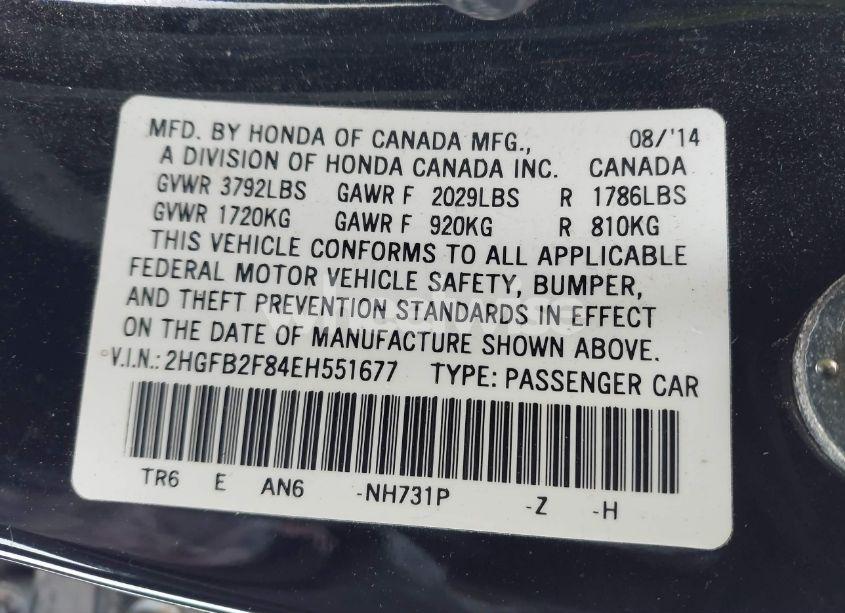 MFD. BY HONDA OF CANADA MFG., 08/'14
A DIVISION OF HONDA CANADA INC. CANADA
GVWR 3792LBS GAWR F 2029LBS R 1786LBS
GVWR 1720KG GAWR F 920KG R 810KG
THIS VEHICLE CONFORMS TO ALL APPLICABLE
FEDERAL MOTOR VEHICLE SAFETY, BUMPER,
AND THEFT PREVENTION STANDARDS IN EFFECT
ON THE DATE OF MANUFACTURE SHOWN ABOVE.
V.I.N.: 2HGFB2F84EH551677 TYPE: PASSENGER CAR
TR6 E AN6 -NH731P -Z -H